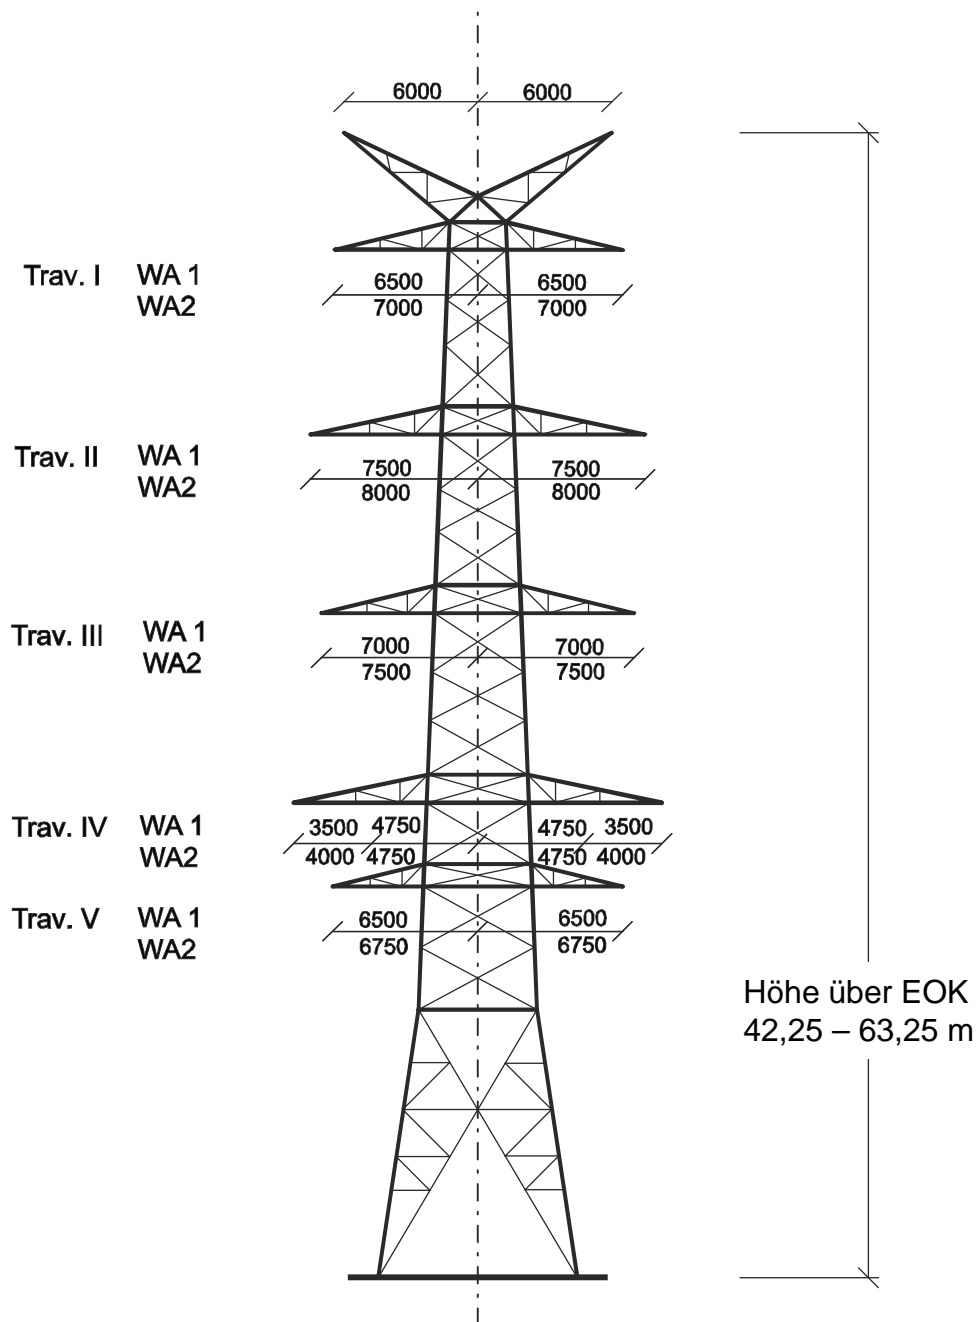 6000 6000
Trav. I WA 1 6500 6500
WA2 7000 7000
Trav. II WA 1 7500 7500
WA2 8000 8000
Trav. III WA 1 7000 7000
WA2 7500 7500
Trav. IV WA 1 3500 4750 4750 3500
WA2 4000 4750 4750 4000
Trav. V WA 1 6500 6500
WA2 6750 6750
Höhe über EOK
42,25 – 63,25 m